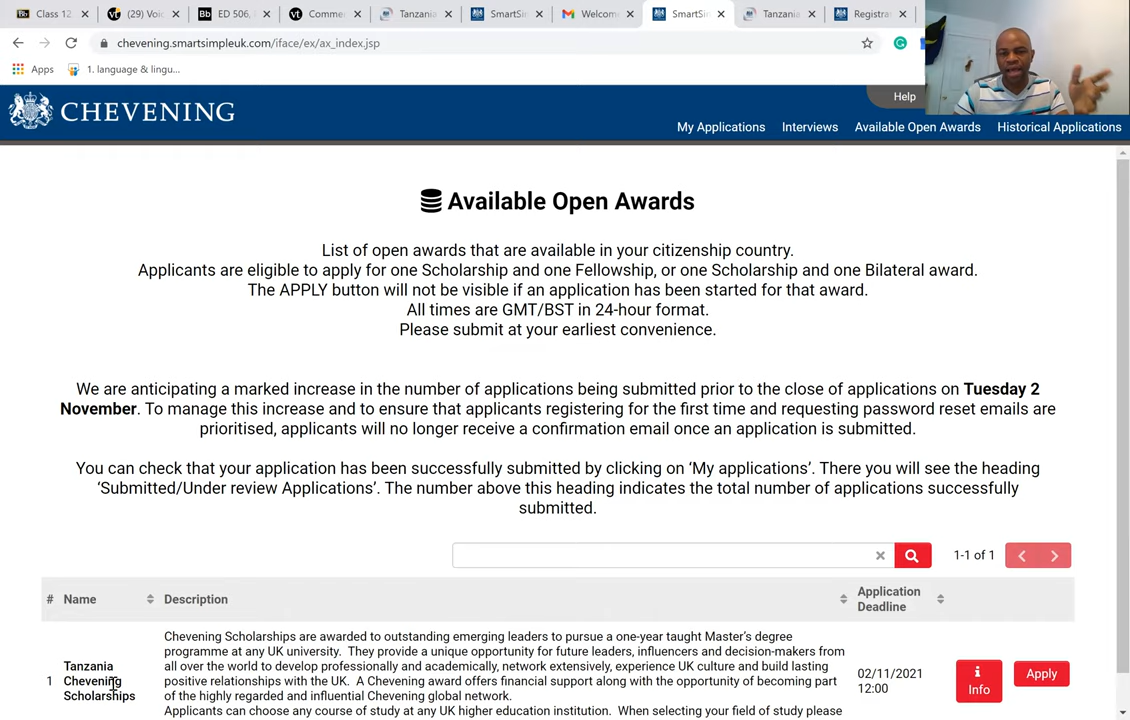 Class 12
(29) Voic
ED 506,
Comme
Tanzania
SmartSim
Welcome
SmartSim
Tanzania
Registra
chevening.smartsimpleuk.com/iface/ex/ax_index.jsp
Apps
1. language & lingu...
CHEVENING
Help
My Applications
Interviews
Available Open Awards
Historical Applications
Available Open Awards
List of open awards that are available in your citizenship country.
Applicants are eligible to apply for one Scholarship and one Fellowship, or one Scholarship and one Bilateral award.
The APPLY button will not be visible if an application has been started for that award.
All times are GMT/BST in 24-hour format.
Please submit at your earliest convenience.
We are anticipating a marked increase in the number of applications being submitted prior to the close of applications on Tuesday 2
November. To manage this increase and to ensure that applicants registering for the first time and requesting password reset emails are
prioritised, applicants will no longer receive a confirmation email once an application is submitted.
You can check that your application has been successfully submitted by clicking on ‘My applications’. There you will see the heading
‘Submitted/Under review Applications’. The number above this heading indicates the total number of applications successfully
submitted.
1-1 of 1
# Name
Description
Application
Deadline
1
Tanzania
Chevening
Scholarships
Chevening Scholarships are awarded to outstanding emerging leaders to pursue a one-year taught Master’s degree
programme at any UK university. They provide a unique opportunity for future leaders, influencers and decision-makers from
all over the world to develop professionally and academically, network extensively, experience UK culture and build lasting
positive relationships with the UK. A Chevening award offers financial support along with the opportunity of becoming part
of the highly regarded and influential Chevening global network.
Applicants can choose any course of study at any UK higher education institution. When selecting your field of study please
02/11/2021
12:00
Info
Apply